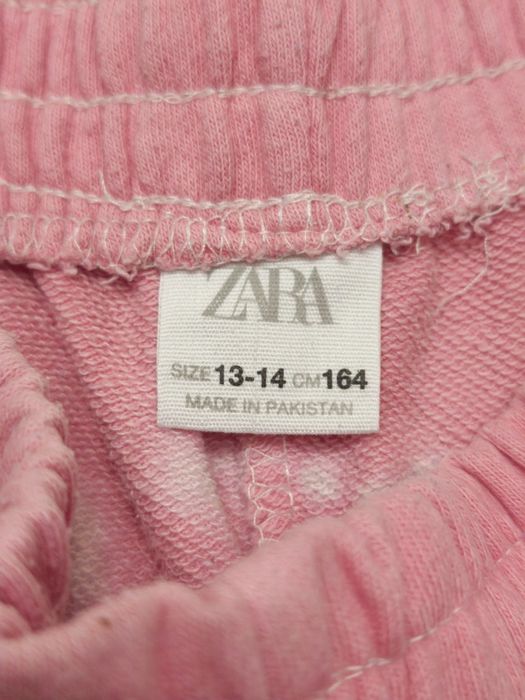 ZARA
SIZE 13-14 CM 164
MADE IN PAKISTAN